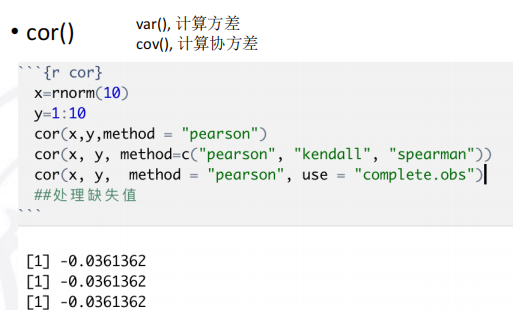 • cor()
var(), 计算方差
cov(), 计算协方差
```{r cor}
x=rnorm(10)
y=1:10
cor(x,y,method = "pearson")
cor(x, y, method=c("pearson", "kendall", "spearman"))
cor(x, y,  method = "pearson", use = "complete.obs")
##处理缺失值
```
[1] -0.0361362
[1] -0.0361362
[1] -0.0361362